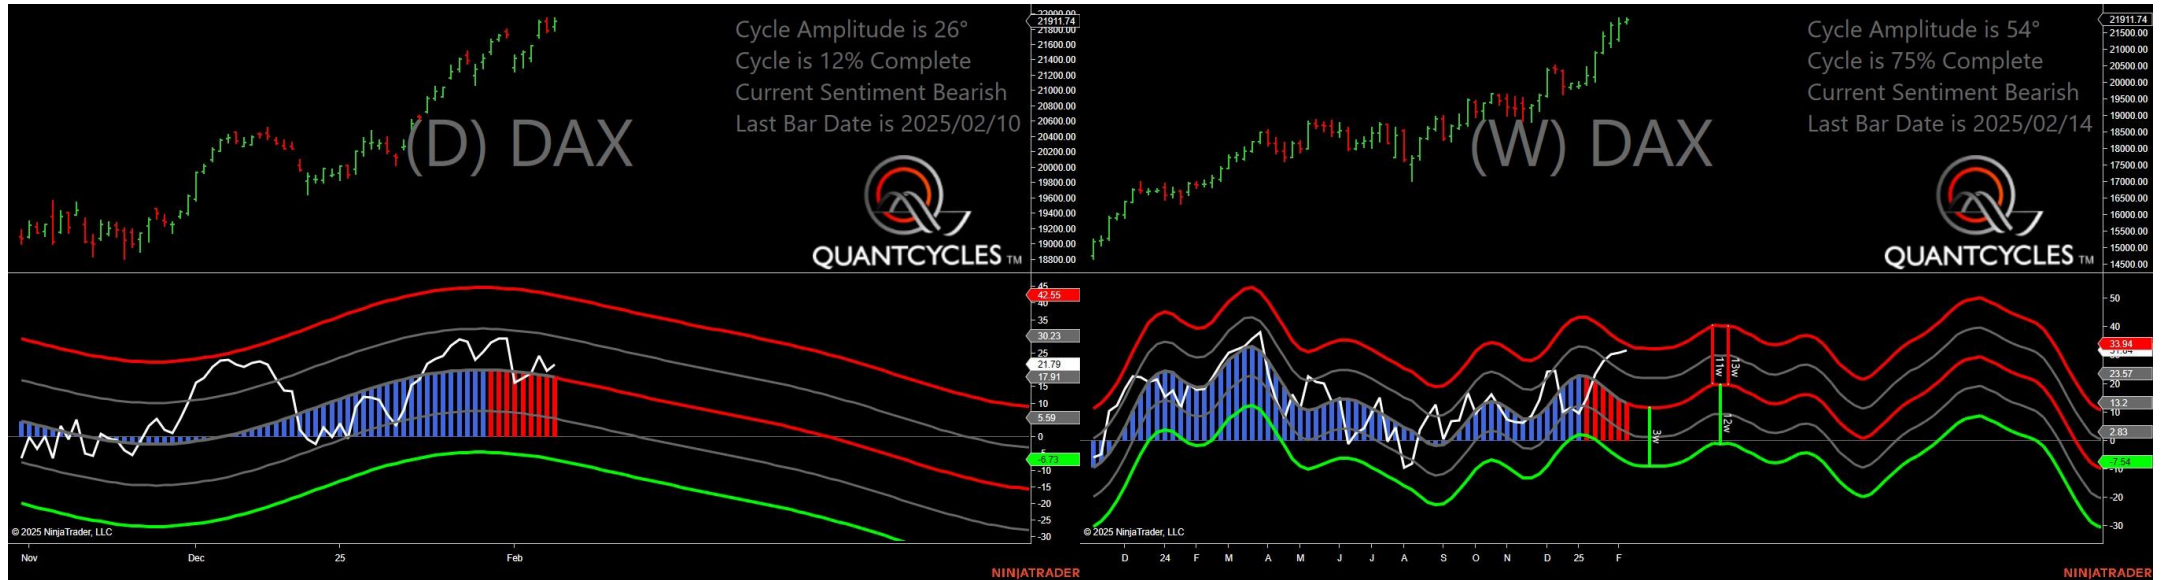 Cycle Amplitude is 26°
Cycle is 12% Complete
Current Sentiment Bearish
Last Bar Date is 2025/02/10
(D) DAX
QUANTCYCLES TM
22000.00
21911.74
21800.00
21600.00
21400.00
21200.00
21000.00
20800.00
20600.00
20400.00
20200.00
20000.00
19800.00
19600.00
19400.00
19200.00
19000.00
18800.00
45
42.55
40
35
30.23
25
21.79
17.91
15
10
5.59
0
-6.73
-10
-15
-20
-25
-30
© 2025 NinjaTrader, LLC
Nov Dec 25 Feb
NINJATRADER
Cycle Amplitude is 54°
Cycle is 75% Complete
Current Sentiment Bearish
Last Bar Date is 2025/02/14
(W) DAX
QUANTCYCLES TM
21911.74
21500.00
21000.00
20500.00
20000.00
19500.00
19000.00
18500.00
18000.00
17500.00
17000.00
16500.00
16000.00
15500.00
15000.00
14500.00
3w
11w
13w
12w
50
40
33.94
23.57
20
13.2
10
2.83
0
-7.54
-10
-20
-30
© 2025 NinjaTrader, LLC
D 24 F M A M J J A S O N D 25 F
NINJATRADER